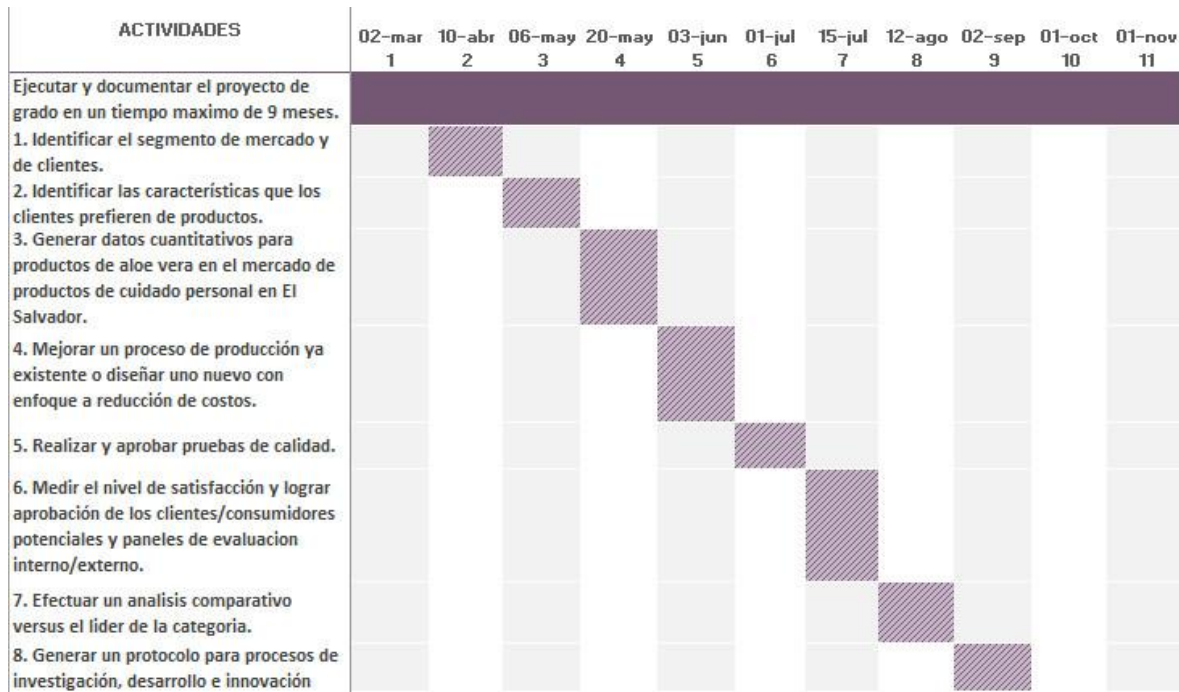 ACTIVIDADES
02-mar 10-abr 06-may 20-may 03-jun 01-jul 15-jul 12-ago 02-sep 01-oct 01-nov
1 2 3 4 5 6 7 8 9 10 11
Ejecutar y documentar el proyecto de
grado en un tiempo maximo de 9 meses.
1. Identificar el segmento de mercado y
de clientes.
2. Identificar las características que los
clientes prefieren de productos.
3. Generar datos cuantitativos para
productos de aloe vera en el mercado de
productos de cuidado personal en El
Salvador.
4. Mejorar un proceso de producción ya
existente o diseñar uno nuevo con
enfoque a reducción de costos.
5. Realizar y aprobar pruebas de calidad.
6. Medir el nivel de satisfacción y lograr
aprobación de los clientes/consumidores
potenciales y paneles de evaluacion
interno/externo.
7. Efectuar un analisis comparativo
versus el lider de la categoria.
8. Generar un protocolo para procesos de
investigación, desarrollo e innovación